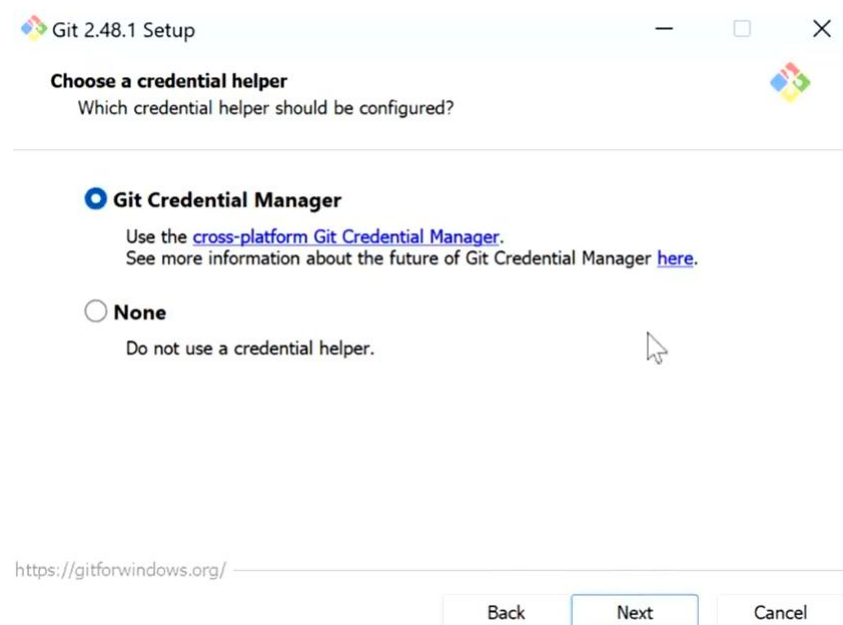 Git 2.48.1 Setup
Choose a credential helper
Which credential helper should be configured?
Git Credential Manager
Use the cross-platform Git Credential Manager.
See more information about the future of Git Credential Manager here.
None
Do not use a credential helper.
https://gitforwindows.org/
Back Next Cancel